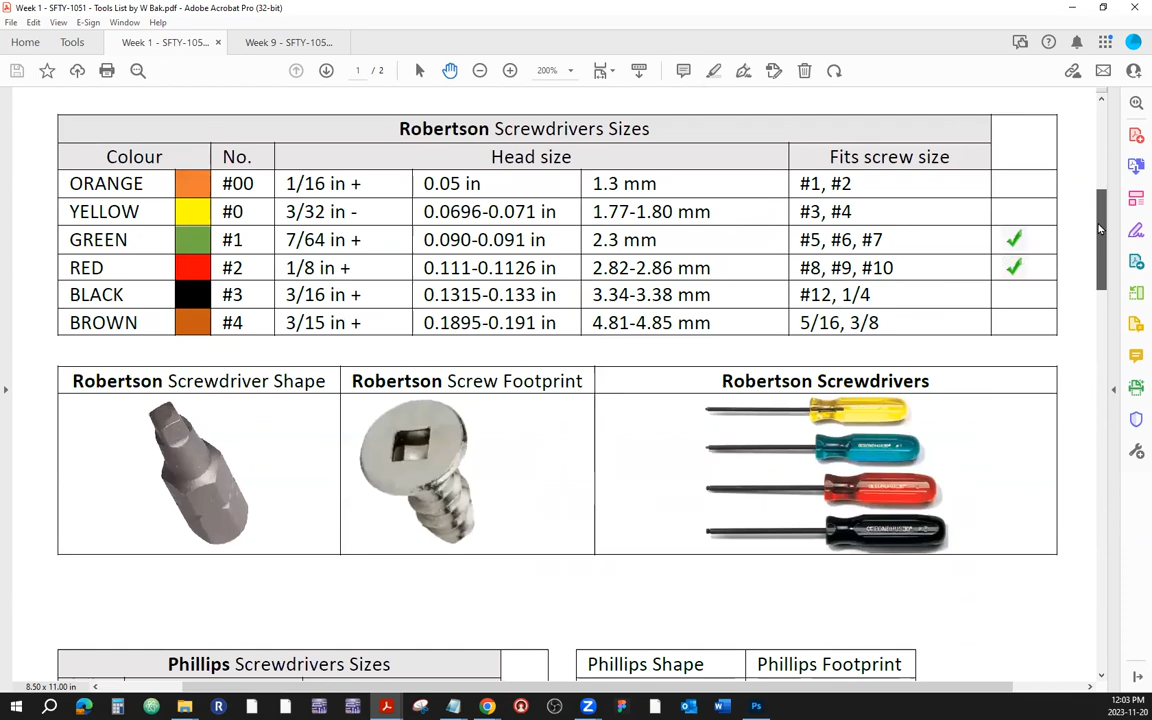 Week 1 - SFTY-1051 - Tools List by W Bak.pdf - Adobe Acrobat Pro (32-bit)
File Edit View E-Sign Window Help
Home Tools Week 1 - SFTY-105... × Week 9 - SFTY-105...
1 / 2 200%
Robertson Screwdrivers Sizes
Colour No. Head size Fits screw size
ORANGE #00 1/16 in + 0.05 in 1.3 mm #1, #2
YELLOW #0 3/32 in - 0.0696-0.071 in 1.77-1.80 mm #3, #4
GREEN #1 7/64 in + 0.090-0.091 in 2.3 mm #5, #6, #7
RED #2 1/8 in + 0.111-0.1126 in 2.82-2.86 mm #8, #9, #10
BLACK #3 3/16 in + 0.1315-0.133 in 3.34-3.38 mm #12, 1/4
BROWN #4 3/15 in + 0.1895-0.191 in 4.81-4.85 mm 5/16, 3/8
Robertson Screwdriver Shape Robertson Screw Footprint Robertson Screwdrivers
Phillips Screwdrivers Sizes Phillips Shape Phillips Footprint
8.50 x 11.00 in
12:03 PM
2023-11-20